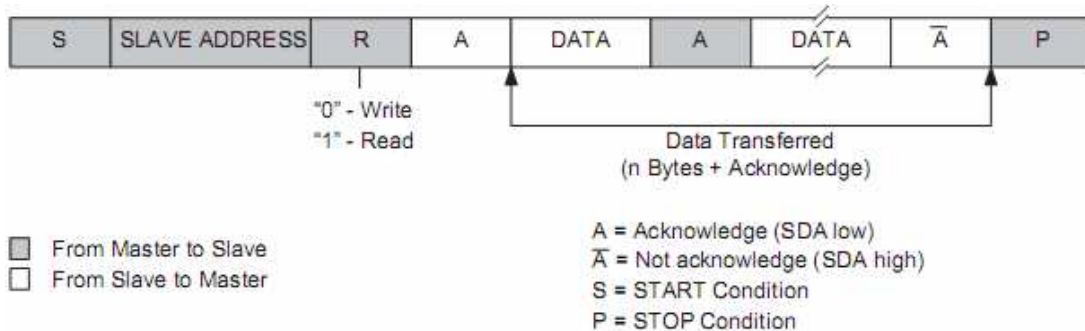 S SLAVE ADDRESS R A DATA A DATA A̅ P
"0" - Write
"1" - Read
Data Transferred
(n Bytes + Acknowledge)
From Master to Slave
From Slave to Master
A = Acknowledge (SDA low)
A̅ = Not acknowledge (SDA high)
S = START Condition
P = STOP Condition